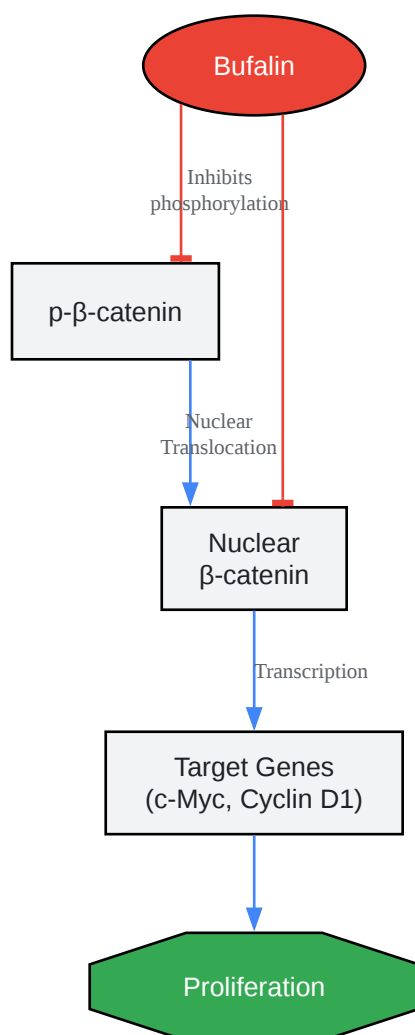 Bufalin
Inhibits
phosphorylation
p-β-catenin
Nuclear
Translocation
Nuclear
β-catenin
Transcription
Target Genes
(c-Myc, Cyclin D1)
Proliferation